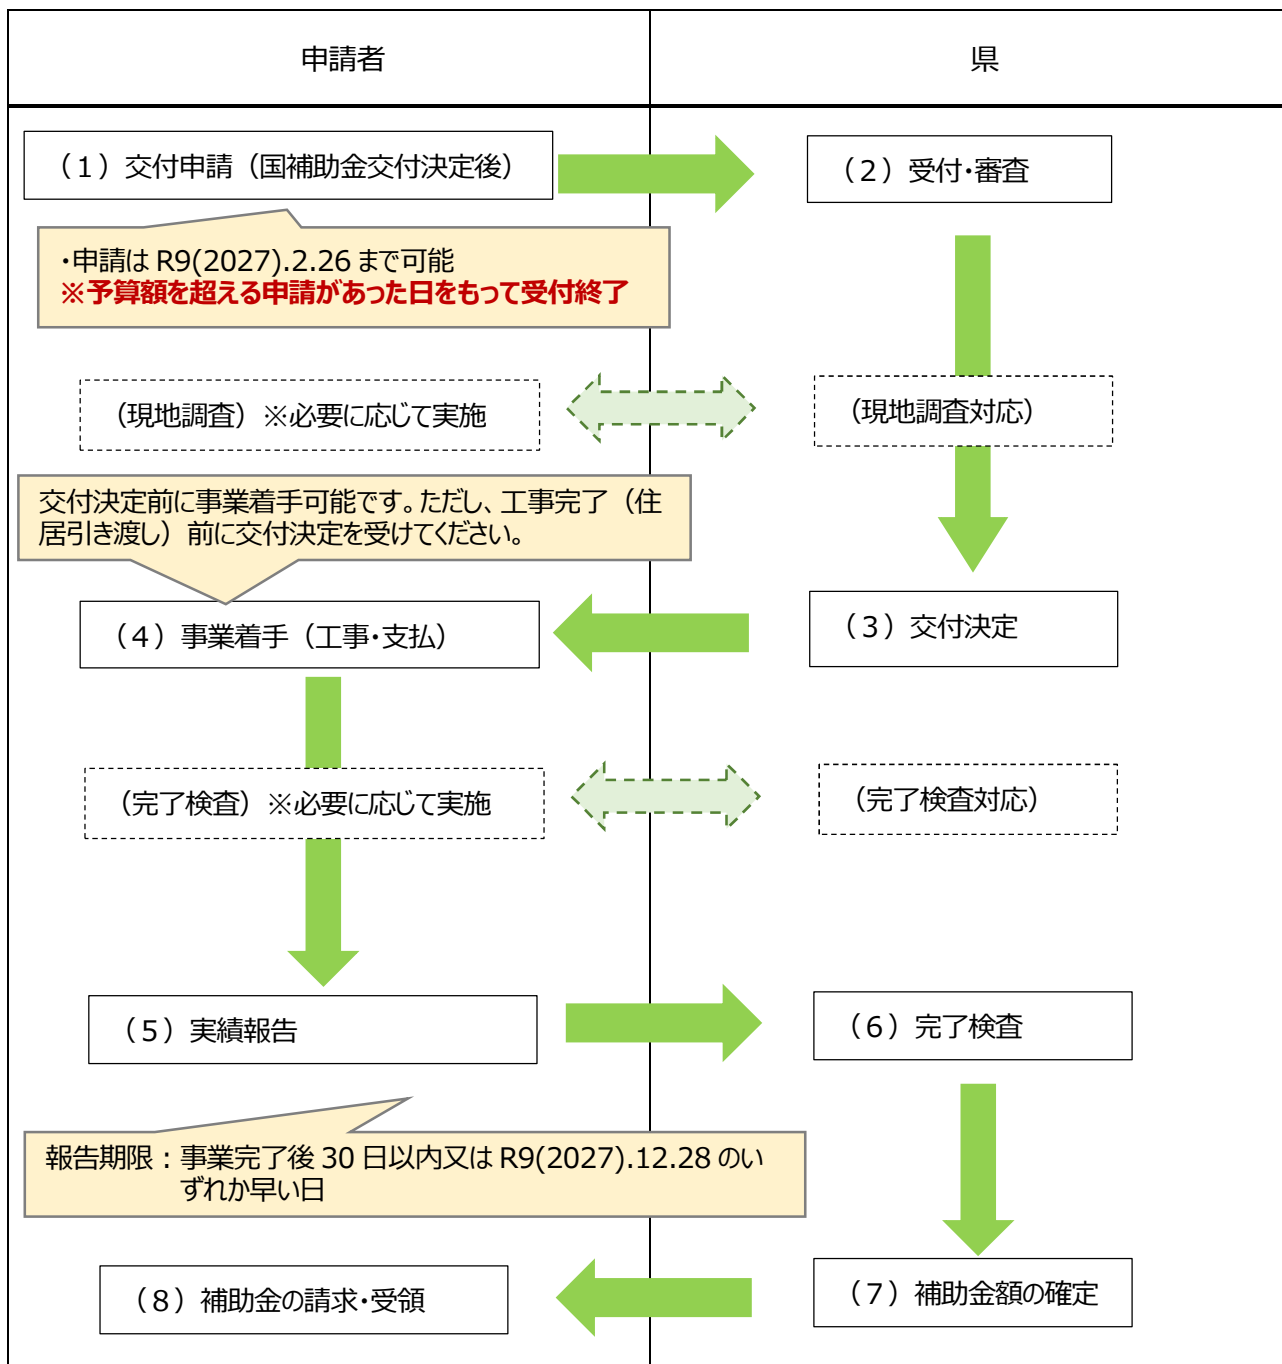 申請者
県
（１）交付申請（国補助金交付決定後）
（２）受付・審査
・申請は R9(2027).2.26 まで可能
※予算額を超える申請があった日をもって受付終了
（現地調査）※必要に応じて実施
（現地調査対応）
交付決定前に事業着手可能です。ただし、工事完了（住
居引き渡し）前に交付決定を受けてください。
（４）事業着手（工事・支払）
（３）交付決定
（完了検査）※必要に応じて実施
（完了検査対応）
（５）実績報告
（６）完了検査
報告期限：事業完了後 30 日以内又は R9(2027).12.28 のい
ずれか早い日
（８）補助金の請求・受領
（７）補助金額の確定